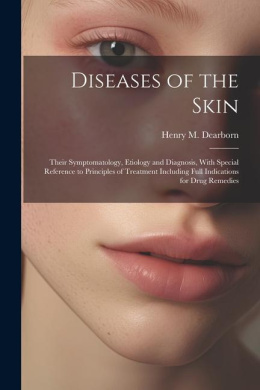 Diseases of the
Skin
Henry M. Dearborn
Their Symptomatology, Etiology and Diagnosis, With Special
Reference to Principles of Treatment Including Full Indications
for Drug Remedies